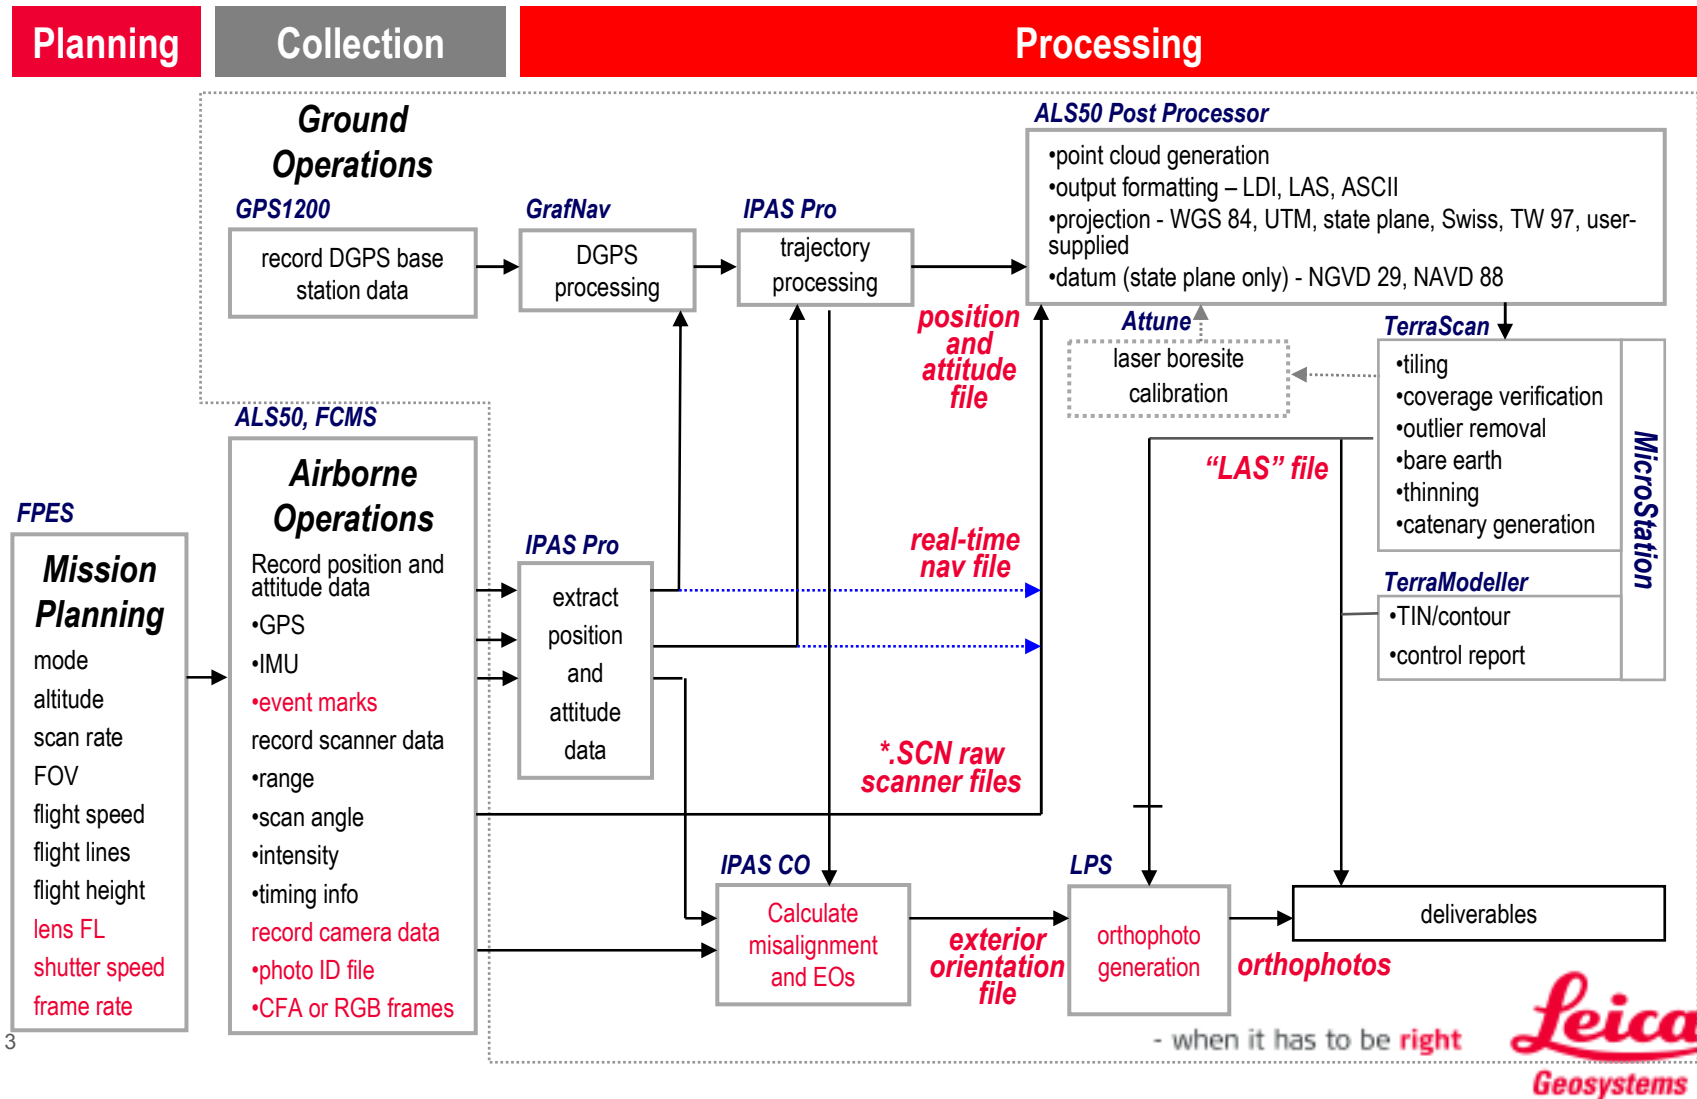 Planning
Collection
Processing
Ground
Operations
GPS1200
record DGPS base
station data
GrafNav
DGPS
processing
IPAS Pro
trajectory
processing
ALS50 Post Processor
•point cloud generation
•output formatting – LDI, LAS, ASCII
•projection - WGS 84, UTM, state plane, Swiss, TW 97, user-
supplied
•datum (state plane only) - NGVD 29, NAVD 88
position
and
attitude
file
Attune
laser boresite
calibration
TerraScan
•tiling
•coverage verification
•outlier removal
•bare earth
•thinning
•catenary generation
MicroStation
"LAS" file
TerraModeller
•TIN/contour
•control report
FPES
Mission
Planning
mode
altitude
scan rate
FOV
flight speed
flight lines
flight height
lens FL
shutter speed
frame rate
ALS50, FCMS
Airborne
Operations
Record position and
attitude data
•GPS
•IMU
•event marks
record scanner data
•range
•scan angle
•intensity
•timing info
record camera data
•photo ID file
•CFA or RGB frames
IPAS Pro
extract
position
and
attitude
data
real-time
nav file
*.SCN raw
scanner files
IPAS CO
Calculate
misalignment
and EOs
exterior
orientation
file
LPS
orthophoto
generation
orthophotos
deliverables
3
- when it has to be right
Leica
Geosystems